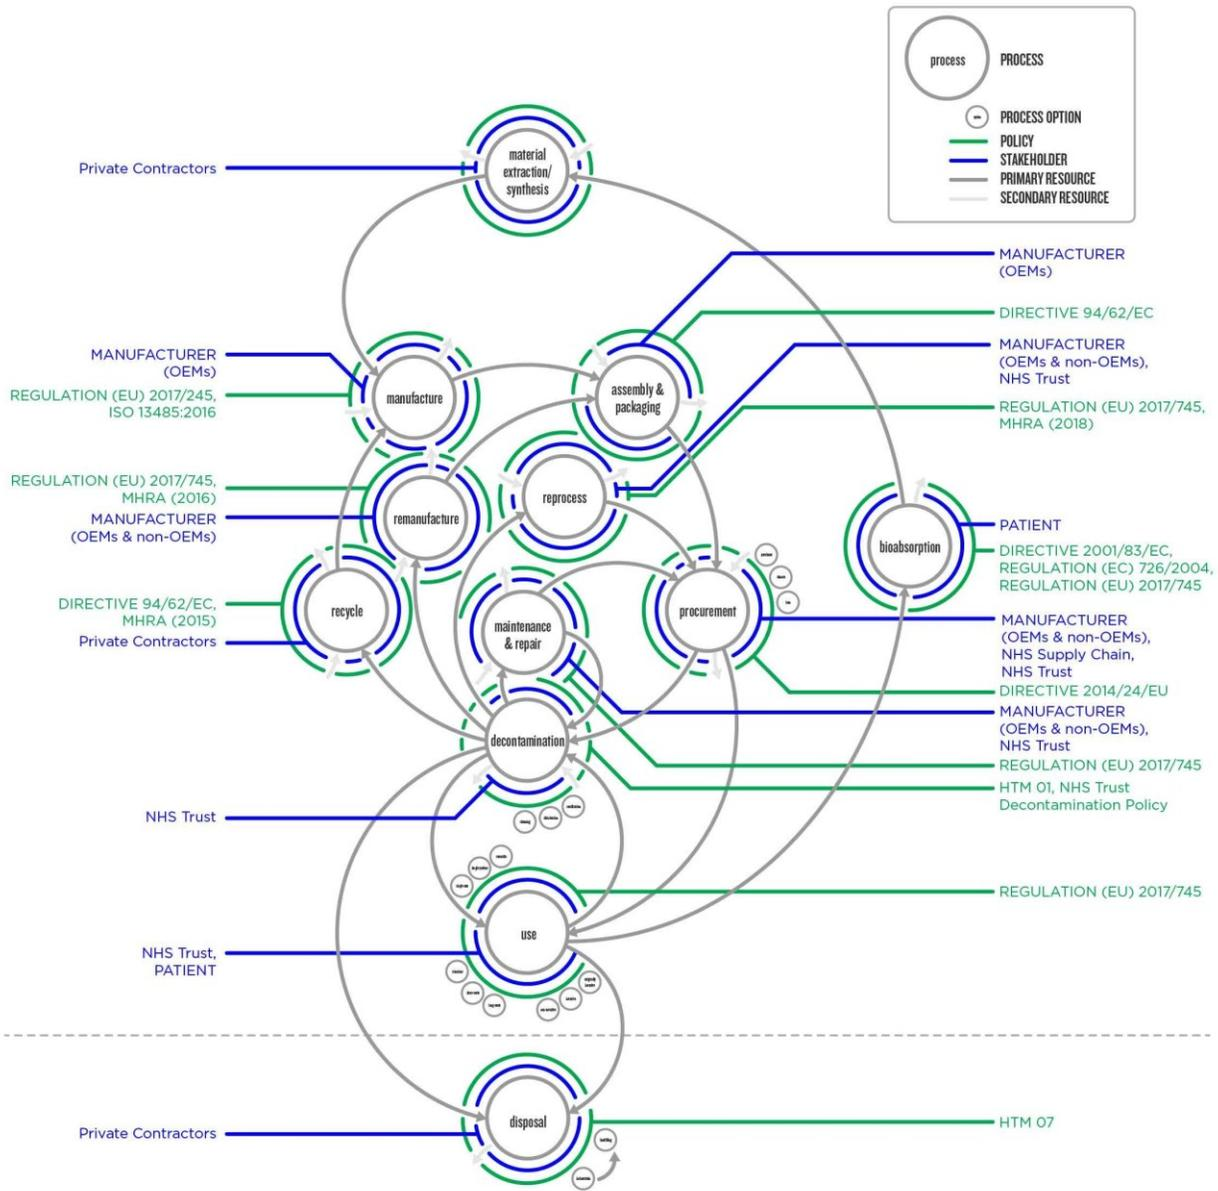 process
PROCESS
PROCESS OPTION
POLICY
STAKEHOLDER
PRIMARY RESOURCE
SECONDARY RESOURCE
Private Contractors
material
extraction/
synthesis
MANUFACTURER
(OEMs)
DIRECTIVE 94/62/EC
MANUFACTURER
(OEMs & non-OEMs),
NHS Trust
REGULATION (EU) 2017/745,
MHRA (2018)
MANUFACTURER
(OEMs)
REGULATION (EU) 2017/245,
ISO 13485:2016
manufacture
assembly &
packaging
REGULATION (EU) 2017/745,
MHRA (2016)
MANUFACTURER
(OEMs & non-OEMs)
remanufacture
reprocess
bioabsorption
PATIENT
DIRECTIVE 2001/83/EC,
REGULATION (EC) 726/2004,
REGULATION (EU) 2017/745
DIRECTIVE 94/62/EC,
MHRA (2015)
Private Contractors
recycle
maintenance
& repair
procurement
MANUFACTURER
(OEMs & non-OEMs),
NHS Supply Chain,
NHS Trust
DIRECTIVE 2014/24/EU
MANUFACTURER
(OEMs & non-OEMs),
NHS Trust
REGULATION (EU) 2017/745
HTM 01, NHS Trust
Decontamination Policy
decontamination
NHS Trust
REGULATION (EU) 2017/745
use
NHS Trust,
PATIENT
disposal
Private Contractors
HTM 07